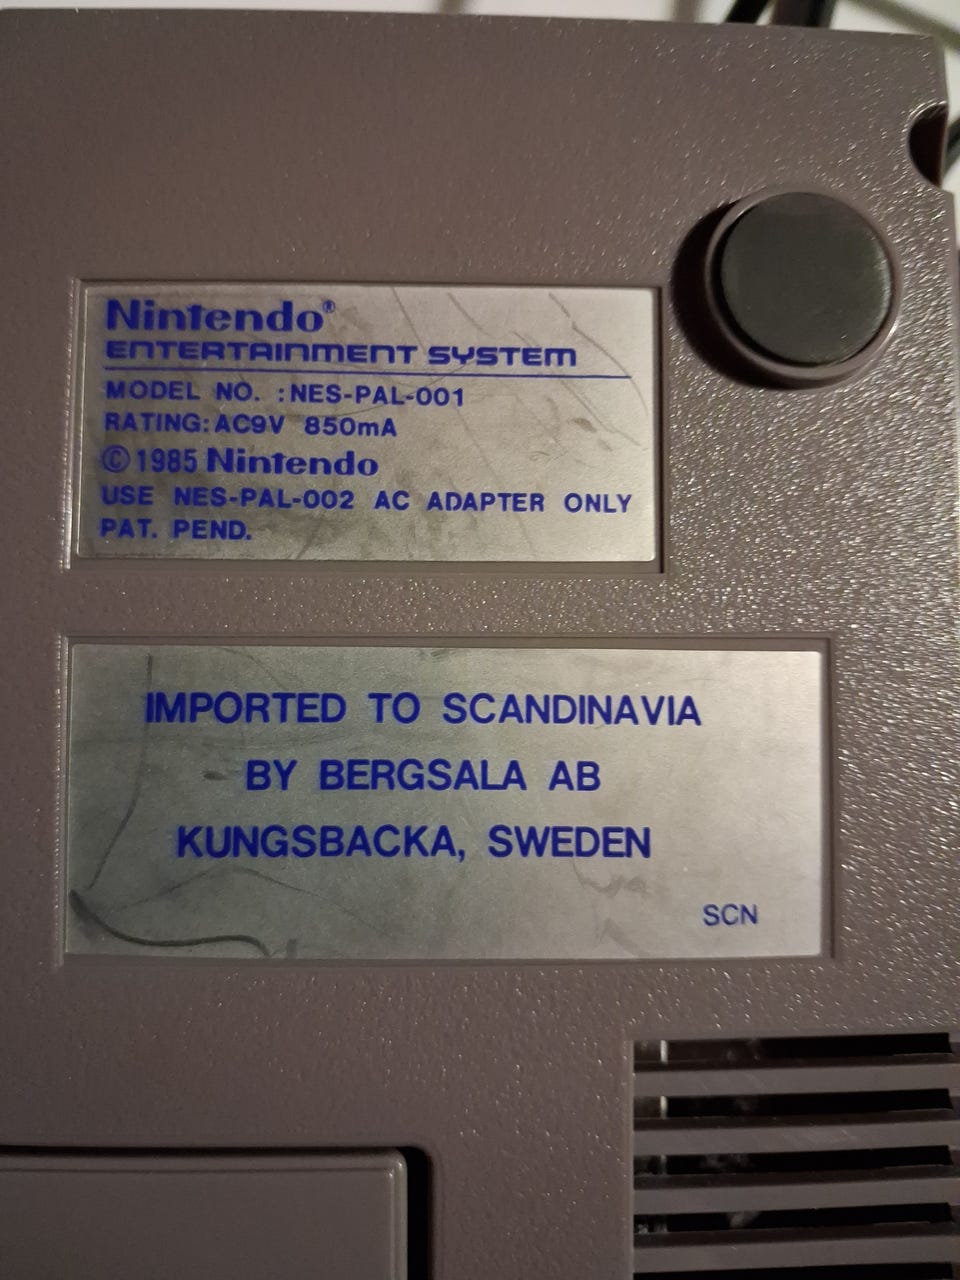 Nintendo®
ENTERTAINMENT SYSTEM
MODEL NO. :NES-PAL-001
RATING:AC9V 850mA
©1985 Nintendo
USE NES-PAL-002 AC ADAPTER ONLY
PAT. PEND.
IMPORTED TO SCANDINAVIA
BY BERGSALA AB
KUNGSBACKA, SWEDEN
SCN